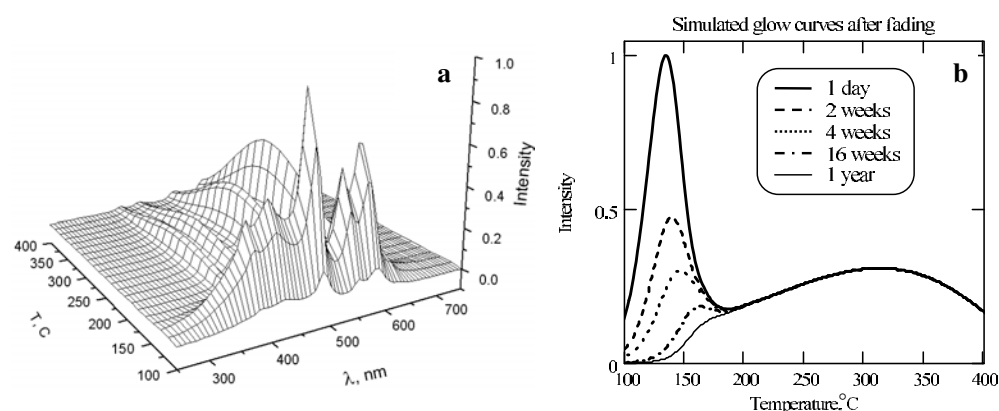 a
1.0
0.8
0.6
0.4
0.2
0.0
Intensity
400
350
300
250
200
150
100
T, C
300
400
500
600
700
λ, nm
Simulated glow curves after fading
b
1
0.5
0
Intensity
1 day
2 weeks
4 weeks
16 weeks
1 year
100 150 200 250 300 350 400
Temperature,°C